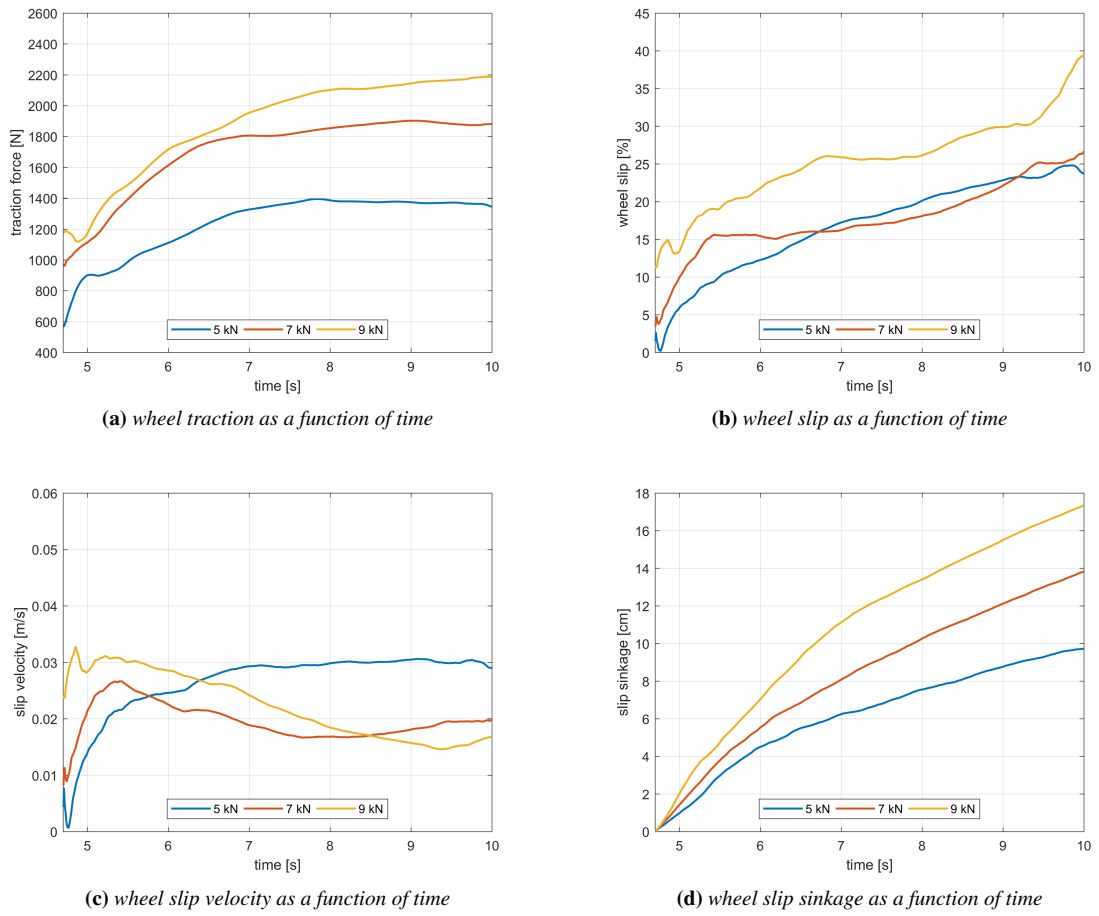 2600
2400
2200
2000
1800
1600
1400
1200
1000
800
600
400
traction force [N]
5 kN 7 kN 9 kN
5 6 7 8 9 10
time [s]
(a) wheel traction as a function of time
45
40
35
30
25
20
15
10
5
0
wheel slip [%]
5 kN 7 kN 9 kN
5 6 7 8 9 10
time [s]
(b) wheel slip as a function of time
0.06
0.05
0.04
0.03
0.02
0.01
0
slip velocity [m/s]
5 kN 7 kN 9 kN
5 6 7 8 9 10
time [s]
(c) wheel slip velocity as a function of time
18
16
14
12
10
8
6
4
2
0
slip sinkage [cm]
5 kN 7 kN 9 kN
5 6 7 8 9 10
time [s]
(d) wheel slip sinkage as a function of time